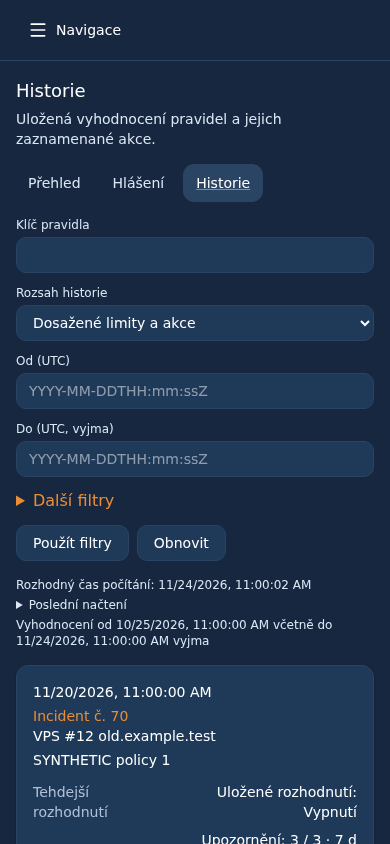 Navigace
Historie
Uložená vyhodnocení pravidel a jejich
zaznamenané akce.
Přehled Hlášení Historie
Klíč pravidla
Rozsah historie
Dosažené limity a akce
Od (UTC)
YYYY-MM-DDTHH:mm:ssZ
Do (UTC, vyjma)
YYYY-MM-DDTHH:mm:ssZ
Další filtry
Použít filtry Obnovit
Rozhodný čas počítání: 11/24/2026, 11:00:02 AM
Poslední načtení
Vyhodnocení od 10/25/2026, 11:00:00 AM včetně do
11/24/2026, 11:00:00 AM vyjma
11/20/2026, 11:00:00 AM
Incident č. 70
VPS #12 old.example.test
SYNTHETIC policy 1
Tehdejší Uložené rozhodnutí:
rozhodnutí Vypnutí
Upozornění: 3 / 3 · 7 d